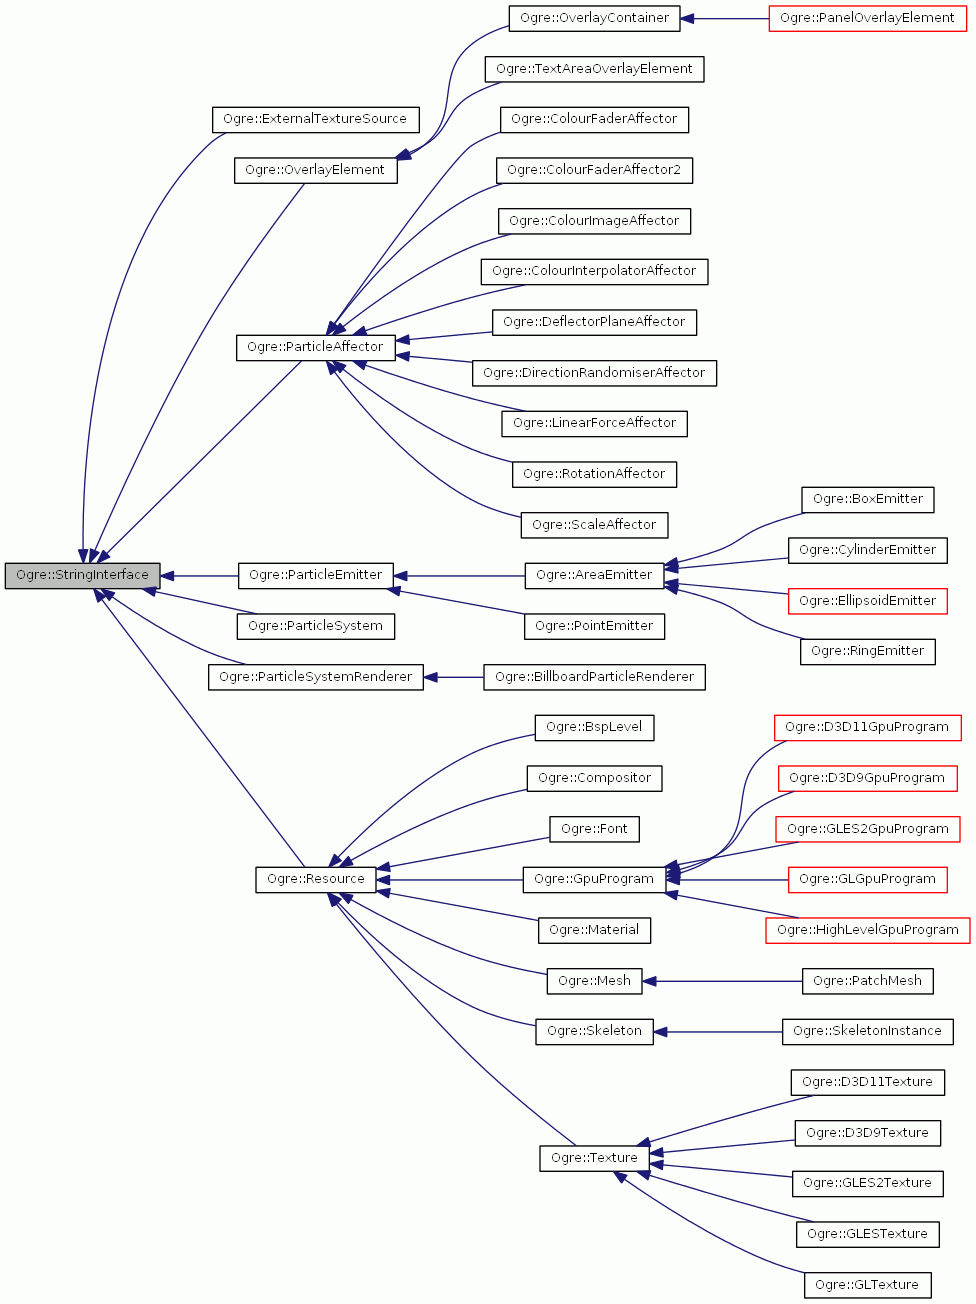 Ogre::OverlayContainer
Ogre::PanelOverlayElement
Ogre::TextAreaOverlayElement
Ogre::ExternalTextureSource
Ogre::ColourFaderAffector
Ogre::OverlayElement
Ogre::ColourFaderAffector2
Ogre::ColourImageAffector
Ogre::ColourInterpolatorAffector
Ogre::DeflectorPlaneAffector
Ogre::ParticleAffector
Ogre::DirectionRandomiserAffector
Ogre::LinearForceAffector
Ogre::RotationAffector
Ogre::BoxEmitter
Ogre::ScaleAffector
Ogre::CylinderEmitter
Ogre::StringInterface
Ogre::ParticleEmitter
Ogre::AreaEmitter
Ogre::EllipsoidEmitter
Ogre::ParticleSystem
Ogre::PointEmitter
Ogre::RingEmitter
Ogre::ParticleSystemRenderer
Ogre::BillboardParticleRenderer
Ogre::BspLevel
Ogre::D3D11GpuProgram
Ogre::Compositor
Ogre::D3D9GpuProgram
Ogre::Font
Ogre::GLES2GpuProgram
Ogre::Resource
Ogre::GpuProgram
Ogre::GLGpuProgram
Ogre::Material
Ogre::HighLevelGpuProgram
Ogre::Mesh
Ogre::PatchMesh
Ogre::Skeleton
Ogre::SkeletonInstance
Ogre::D3D11Texture
Ogre::D3D9Texture
Ogre::Texture
Ogre::GLES2Texture
Ogre::GLESTexture
Ogre::GLTexture